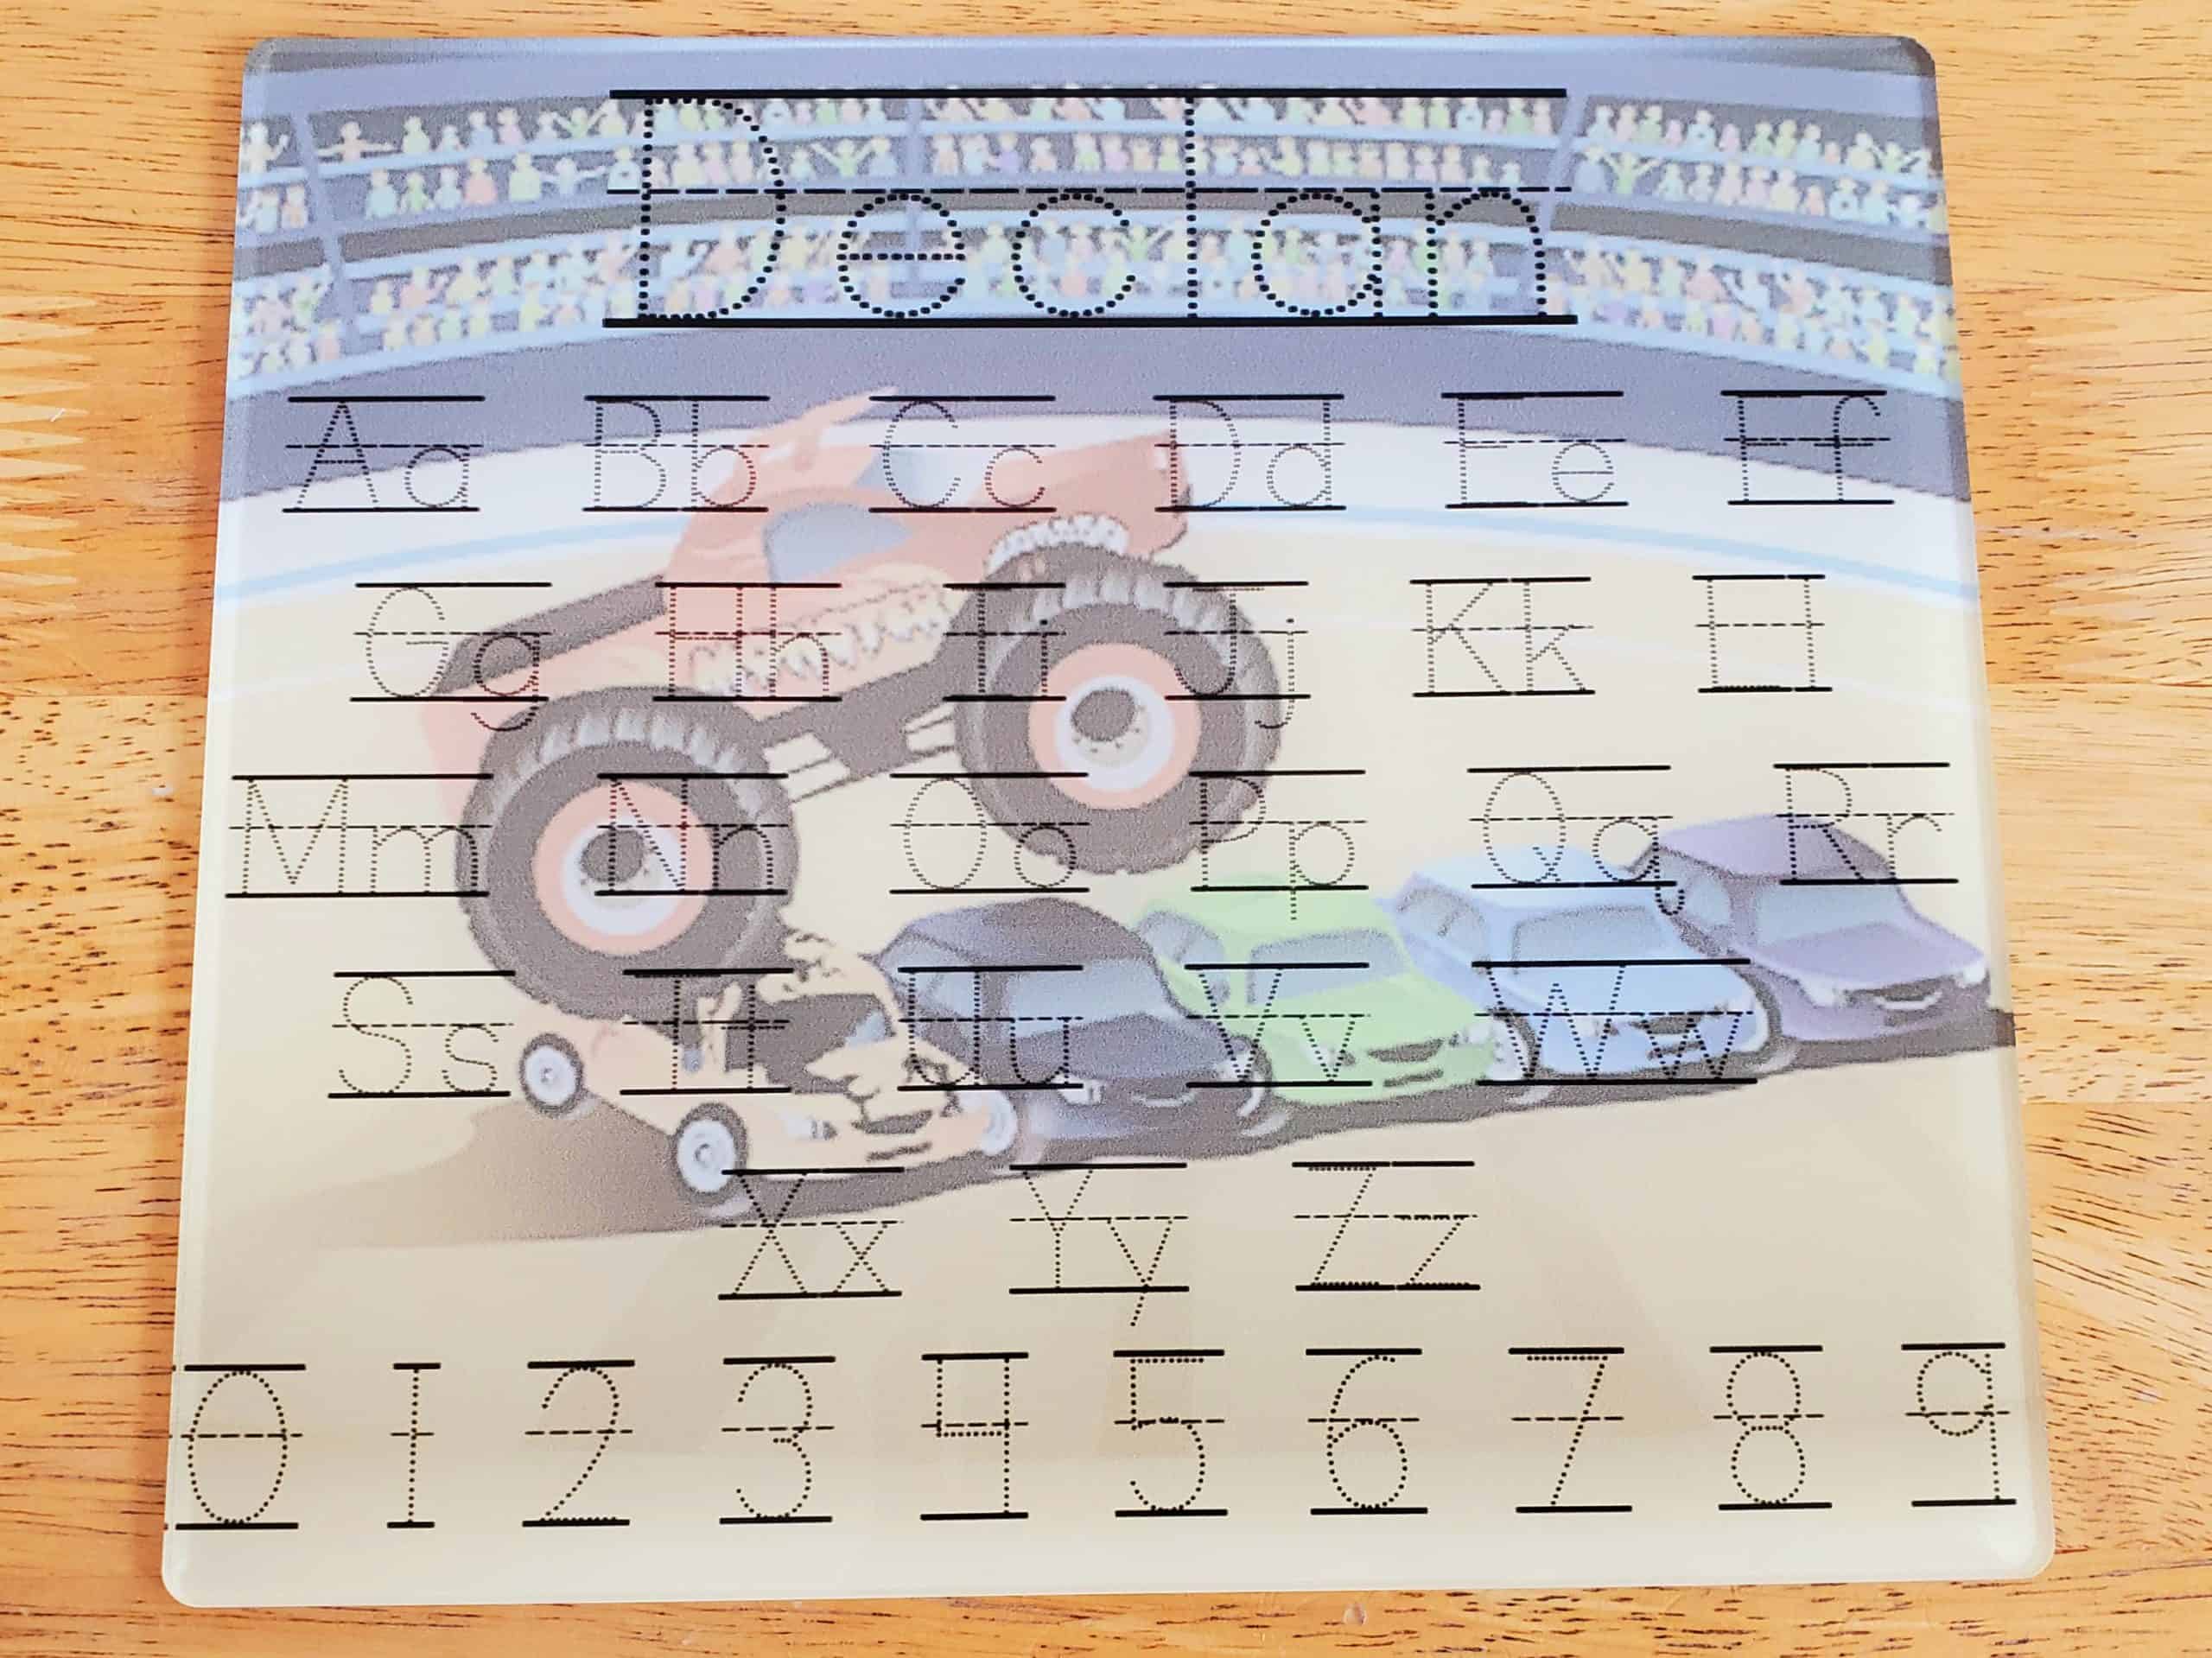 Declan
Aa Bb Cc Dd Ee Ff
Gg Hh Ii Jj Kk Ll
Mm Nn Oo Pp Qq Rr
Ss Tt Uu Vv Ww
Xx Yy Zz
0 1 2 3 4 5 6 7 8 9